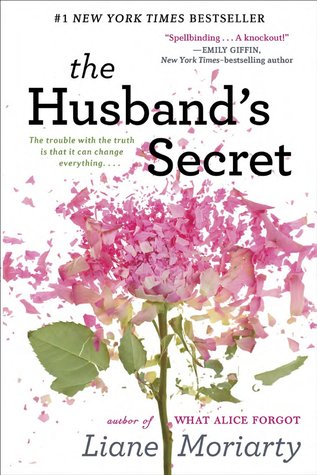 #1 NEW YORK TIMES BESTSELLER
"Spellbinding . . . A knockout!"
—EMILY GIFFIN,
New York Times-bestselling author
the
Husband's
Secret
The trouble with the truth
is that it can change
everything. . . .
author of WHAT ALICE FORGOT
Liane Moriarty